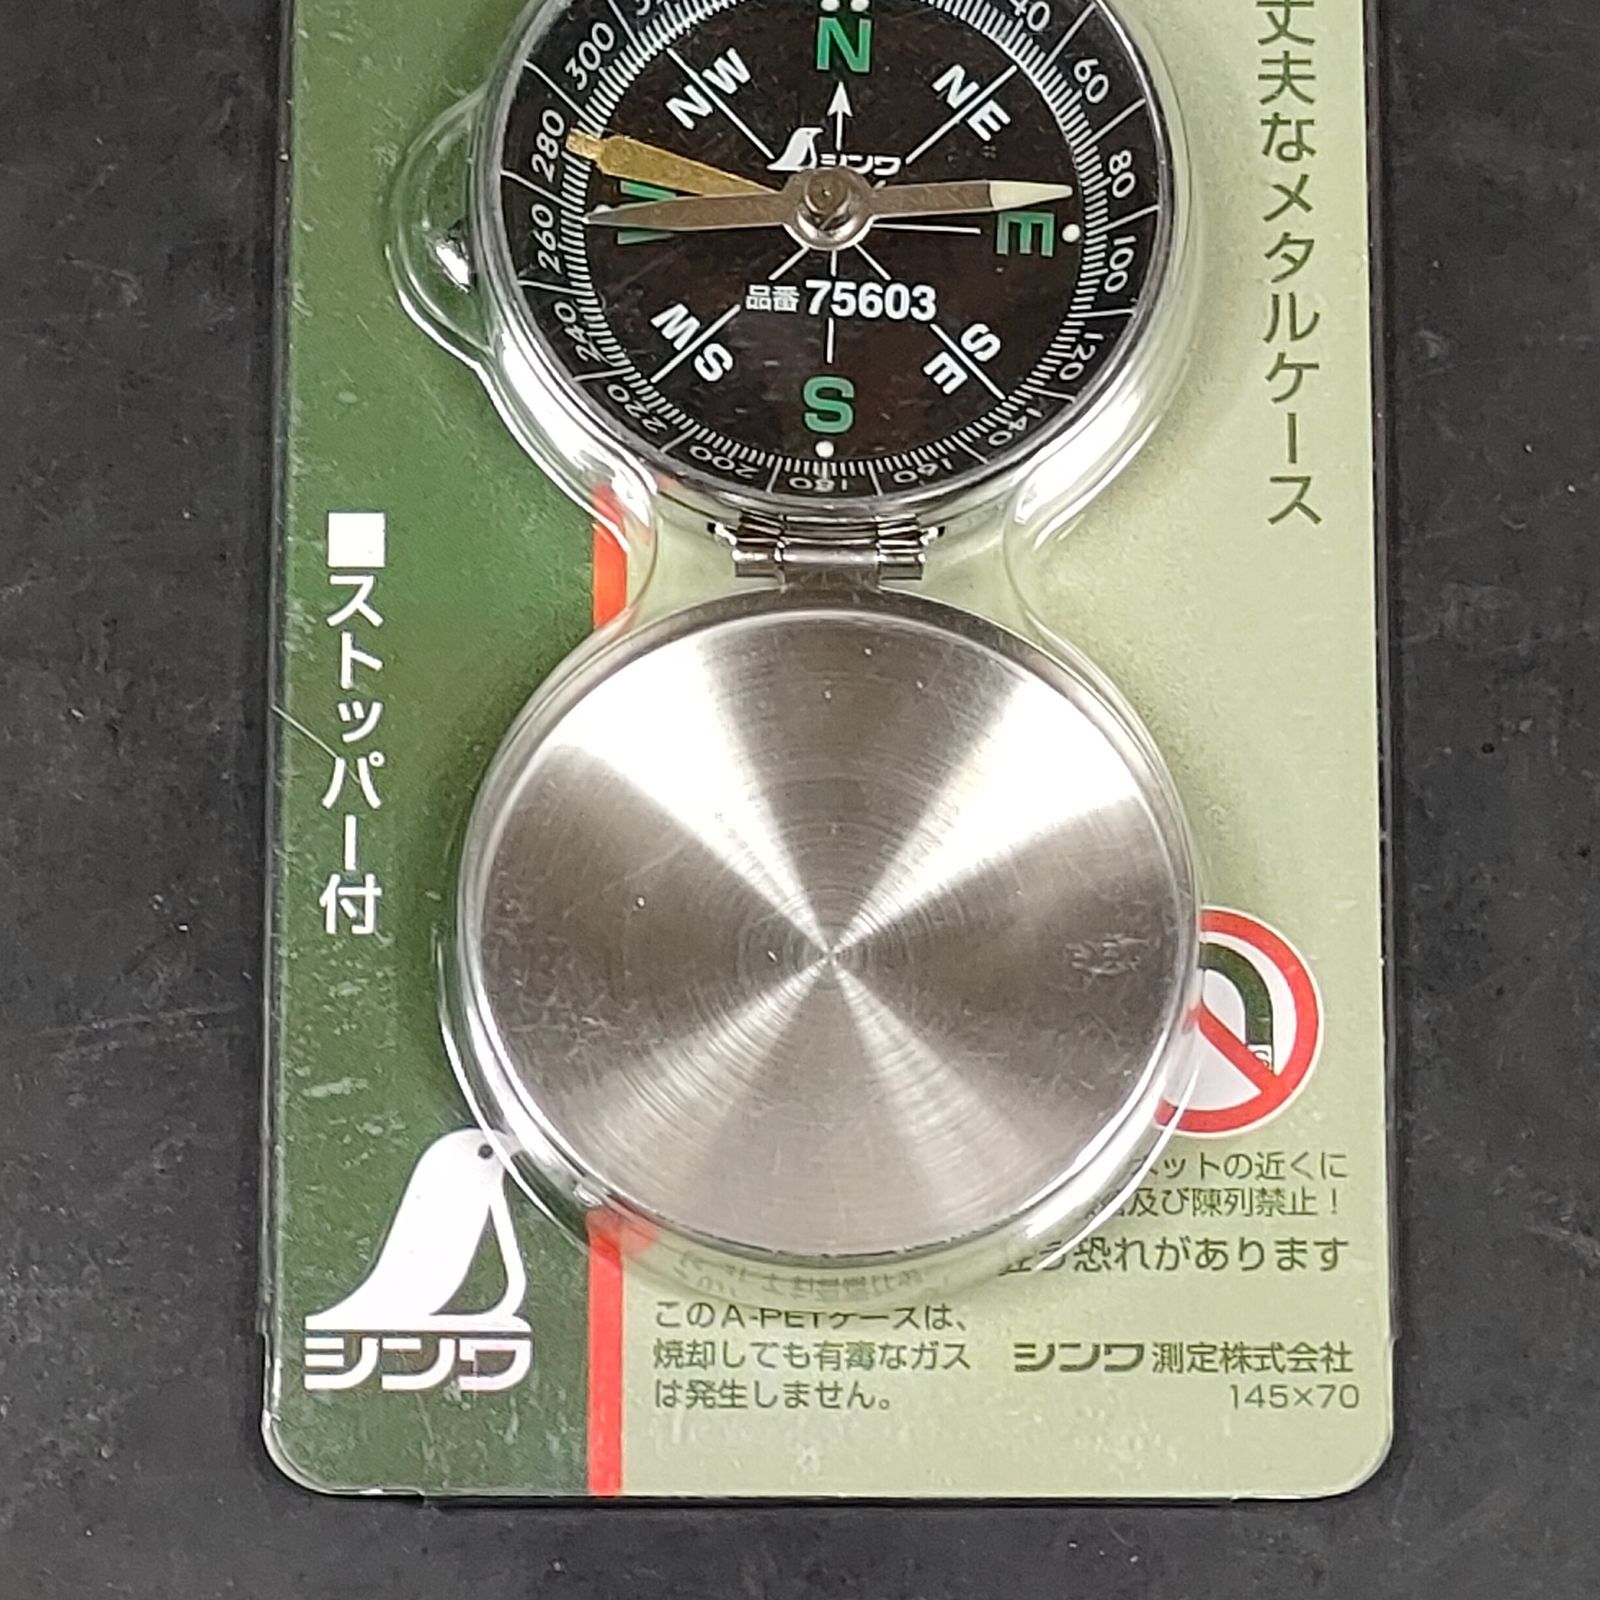 丈夫なメタルケース
N
NE
E
SE
S
SW
W
NW
40
60
80
100
120
140
160
180
200
220
240
260
280
300
シンワ
品番 75603
■ストッパー付
ネットの近くに
及び陳列禁止!
恐れがあります
このA-PETケースは、
焼却しても有毒なガス
は発生しません。
シンワ測定株式会社
145×70
シンワ